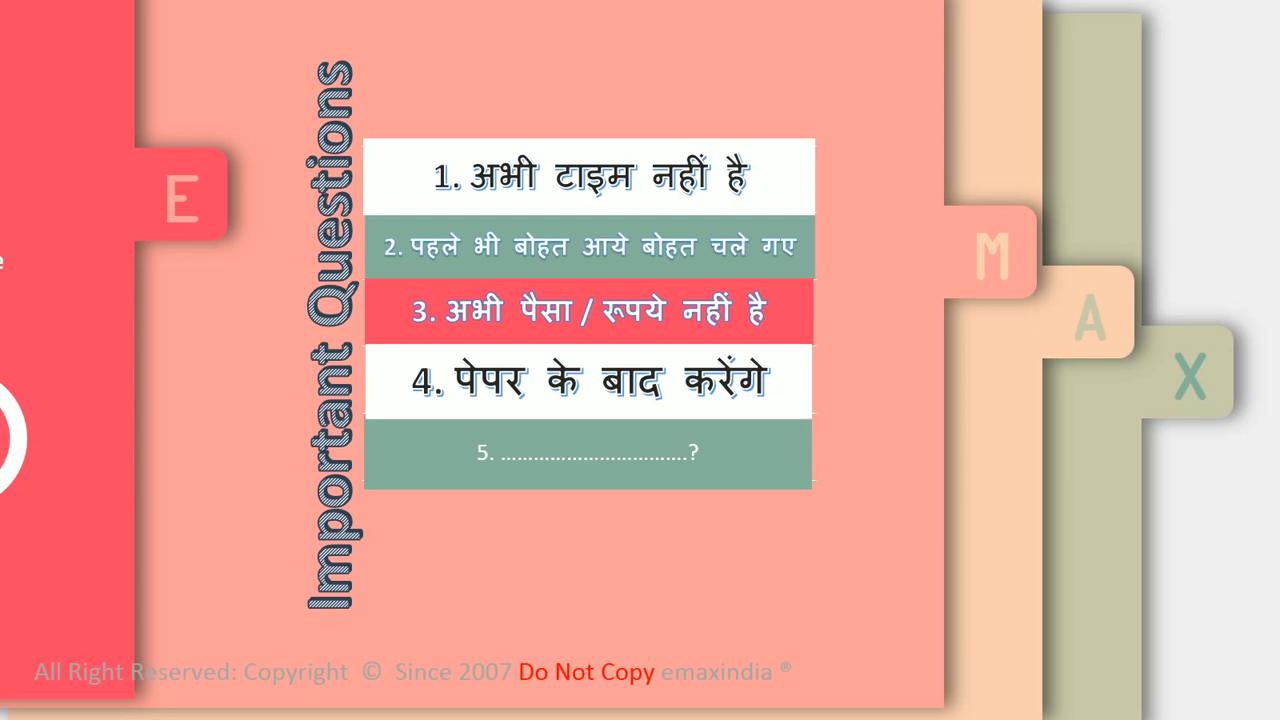 Important Questions
1. अभी टाइम नहीं है
2. पहले भी बोहत आये बोहत चले गए
3. अभी पैसा / रूपये नहीं है
4. पेपर के बाद करेंगे
5. ..................................?
E
M
A
X
e
All Right Reserved: Copyright © Since 2007 Do Not Copy emaxindia ®